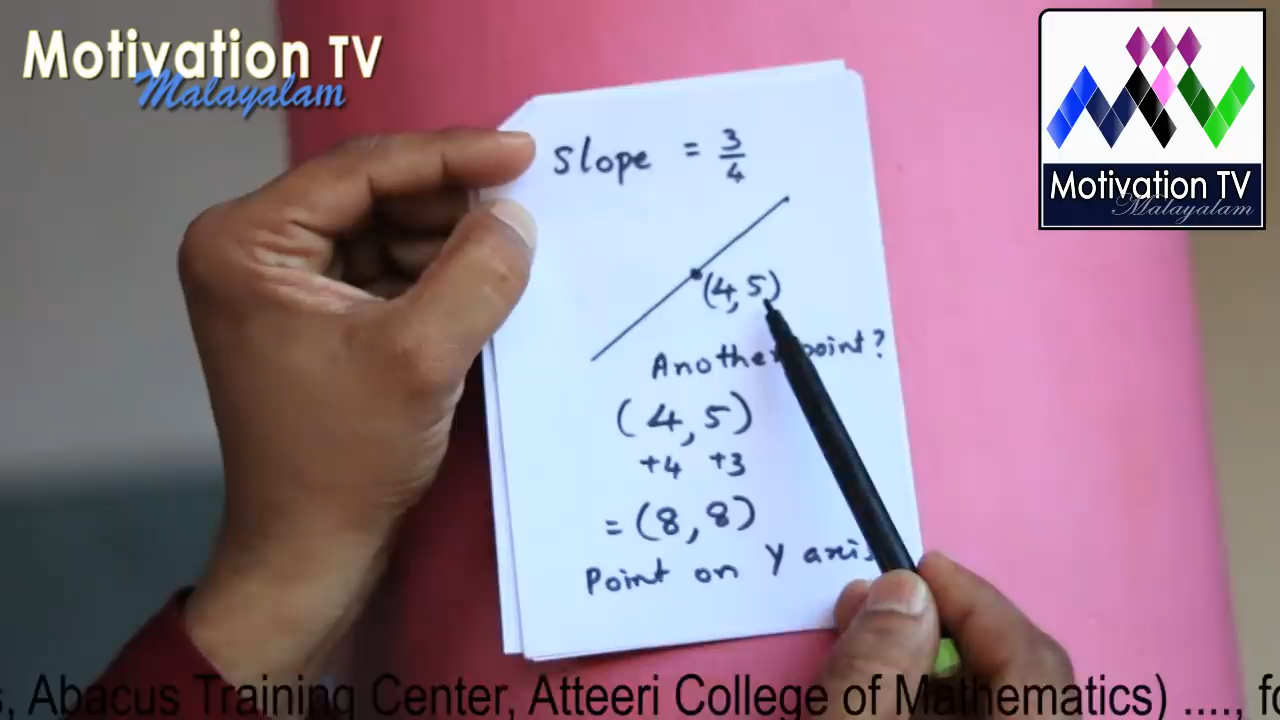 Motivation TV
Malayalam
Motivation TV
Malayalam
Slope = 3/4
(4, 5)
Another point?
(4, 5)
+4 +3
= (8, 8)
Point on Y axis
, Abacus Training Center, Atteeri College of Mathematics) ....,